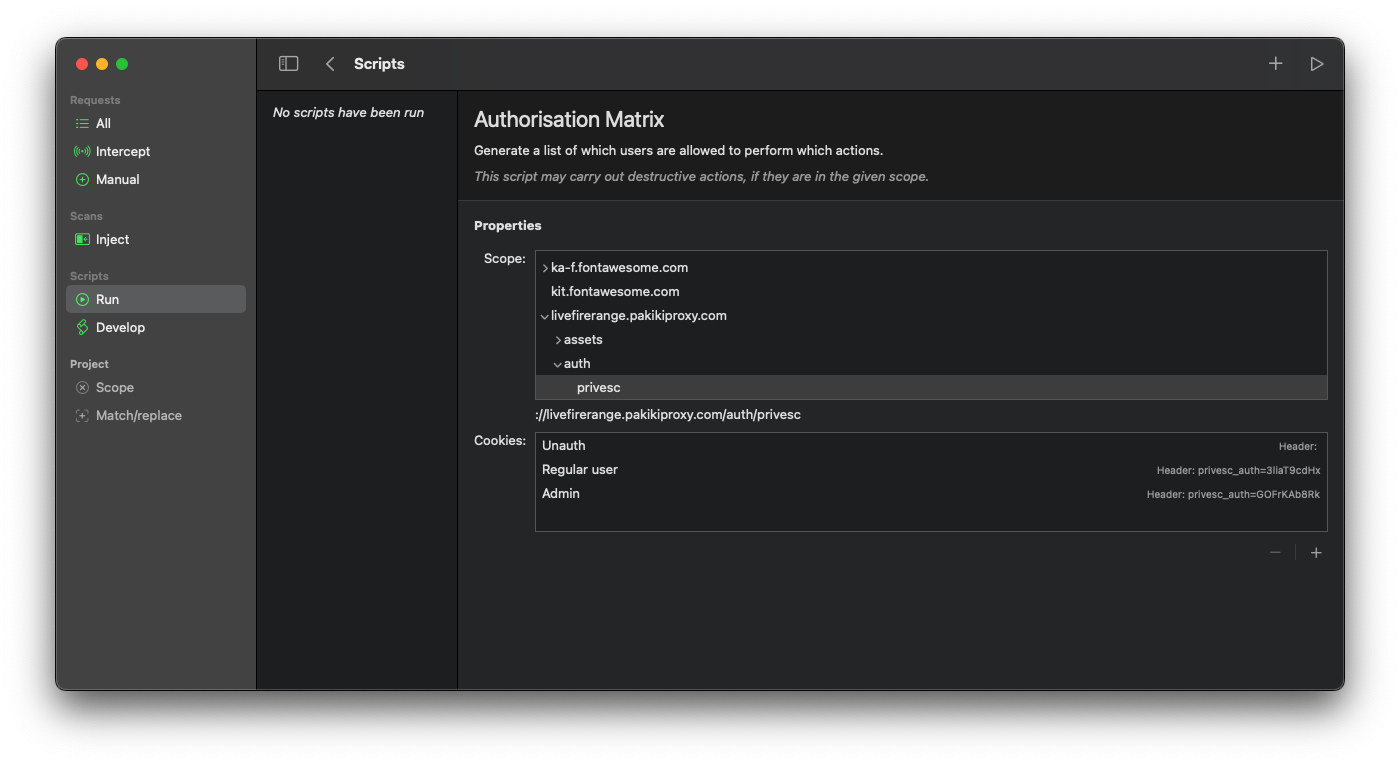 Scripts
Requests
All
Intercept
Manual
Scans
Inject
Scripts
Run
Develop
Project
Scope
Match/replace
No scripts have been run
Authorisation Matrix
Generate a list of which users are allowed to perform which actions.
This script may carry out destructive actions, if they are in the given scope.
Properties
Scope:
ka-f.fontawesome.com
kit.fontawesome.com
livefirerange.pakikiproxy.com
assets
auth
privesc
://livefirerange.pakikiproxy.com/auth/privesc
Cookies:
Unauth Header:
Regular user Header: privesc_auth=3IiaT9cdHx
Admin Header: privesc_auth=GOFrKAb8Rk